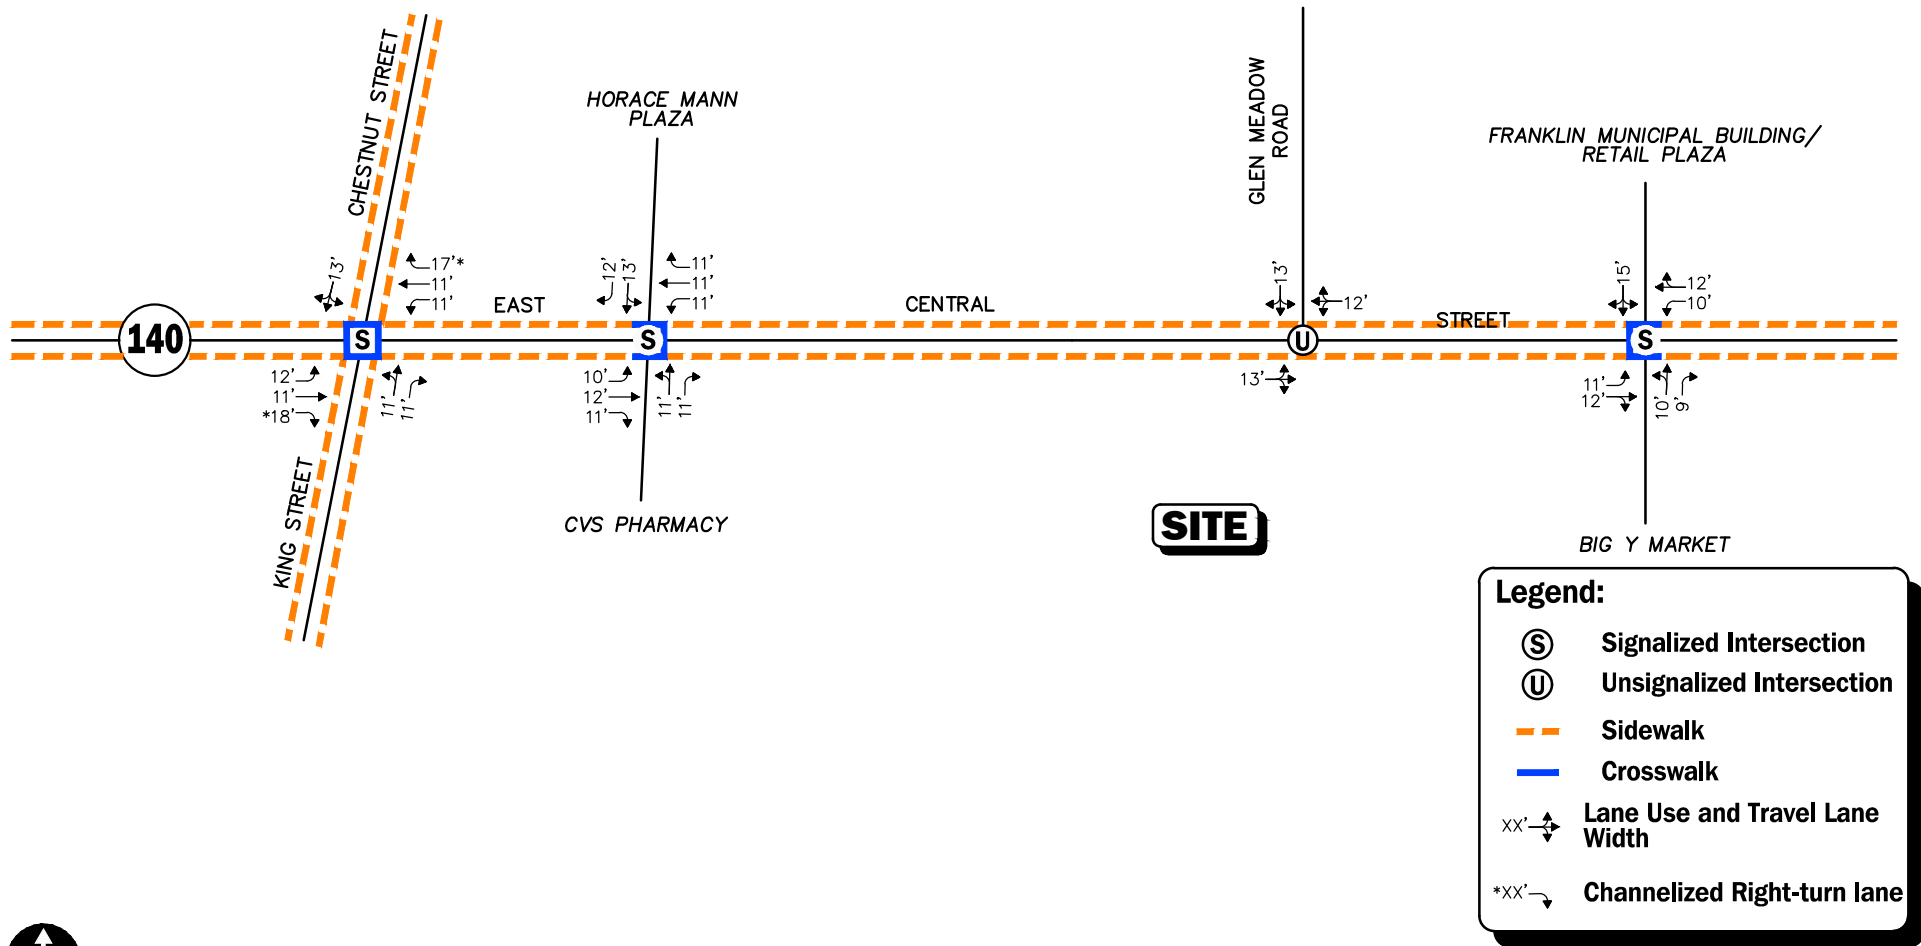 CHESTNUT STREET
HORACE MANN
PLAZA
GLEN MEADOW
ROAD
FRANKLIN MUNICIPAL BUILDING/
RETAIL PLAZA
13'
17'*
11'
11'
12'
13'
11'
11'
11'
13'
12'
15'
12'
10'
EAST
CENTRAL
STREET
140
S
S
U
S
12'
11'
*18'
11'
11'
10'
12'
11'
11'
11'
13'
11'
12'
10'
9'
KING STREET
CVS PHARMACY
SITE
BIG Y MARKET
Legend:
S Signalized Intersection
U Unsignalized Intersection
Sidewalk
Crosswalk
XX' Lane Use and Travel Lane
Width
*XX' Channelized Right-turn lane